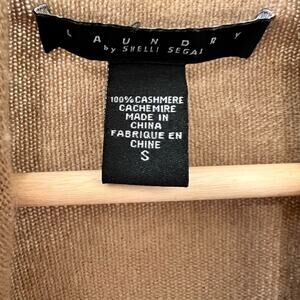 LAUNDRY
by SHELLI SEGAL
100% CASHMERE
CACHEMIRE
MADE IN
CHINA
FABRIQUE EN
CHINE
S